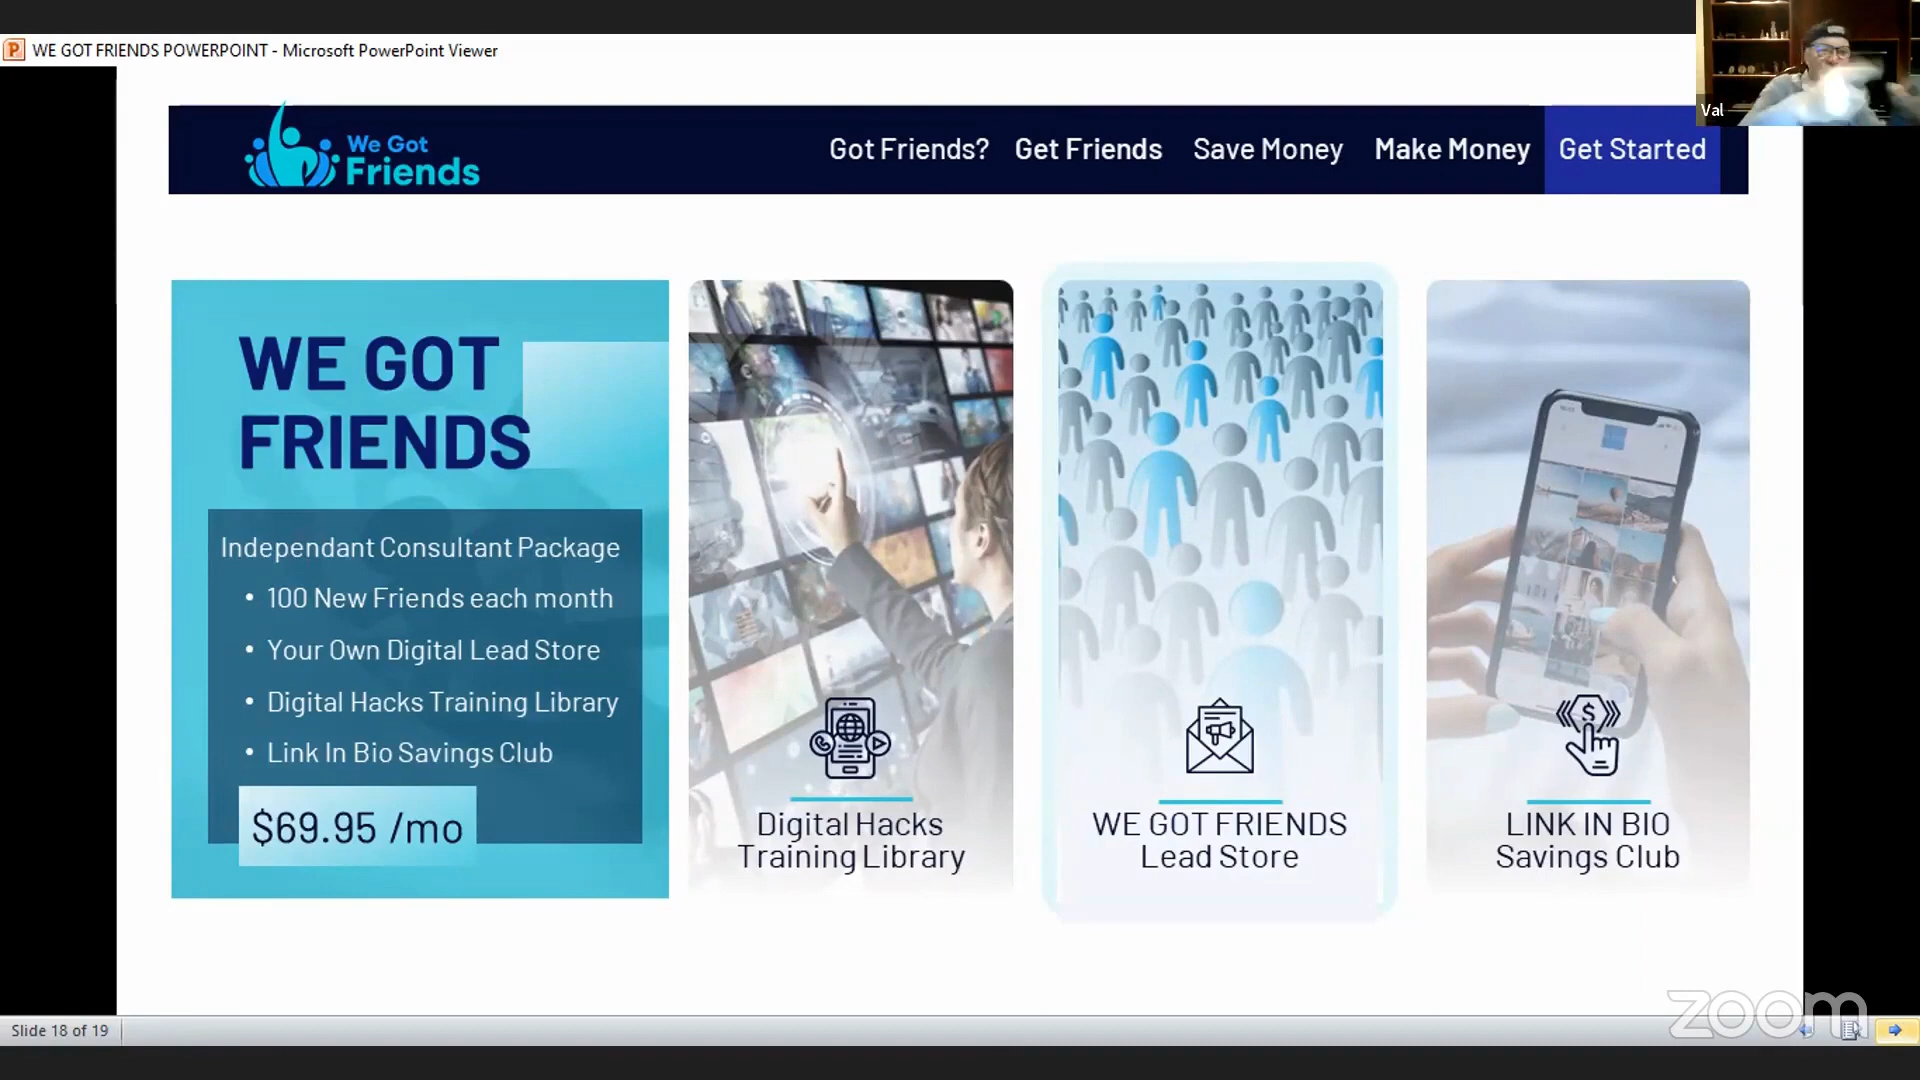 WE GOT FRIENDS POWERPOINT - Microsoft PowerPoint Viewer
Val
We Got
Friends
Got Friends? Get Friends Save Money Make Money Get Started
WE GOT
FRIENDS
Independant Consultant Package
• 100 New Friends each month
• Your Own Digital Lead Store
• Digital Hacks Training Library
• Link In Bio Savings Club
$69.95 /mo
Digital Hacks
Training Library
WE GOT FRIENDS
Lead Store
LINK IN BIO
Savings Club
zoom
Slide 18 of 19